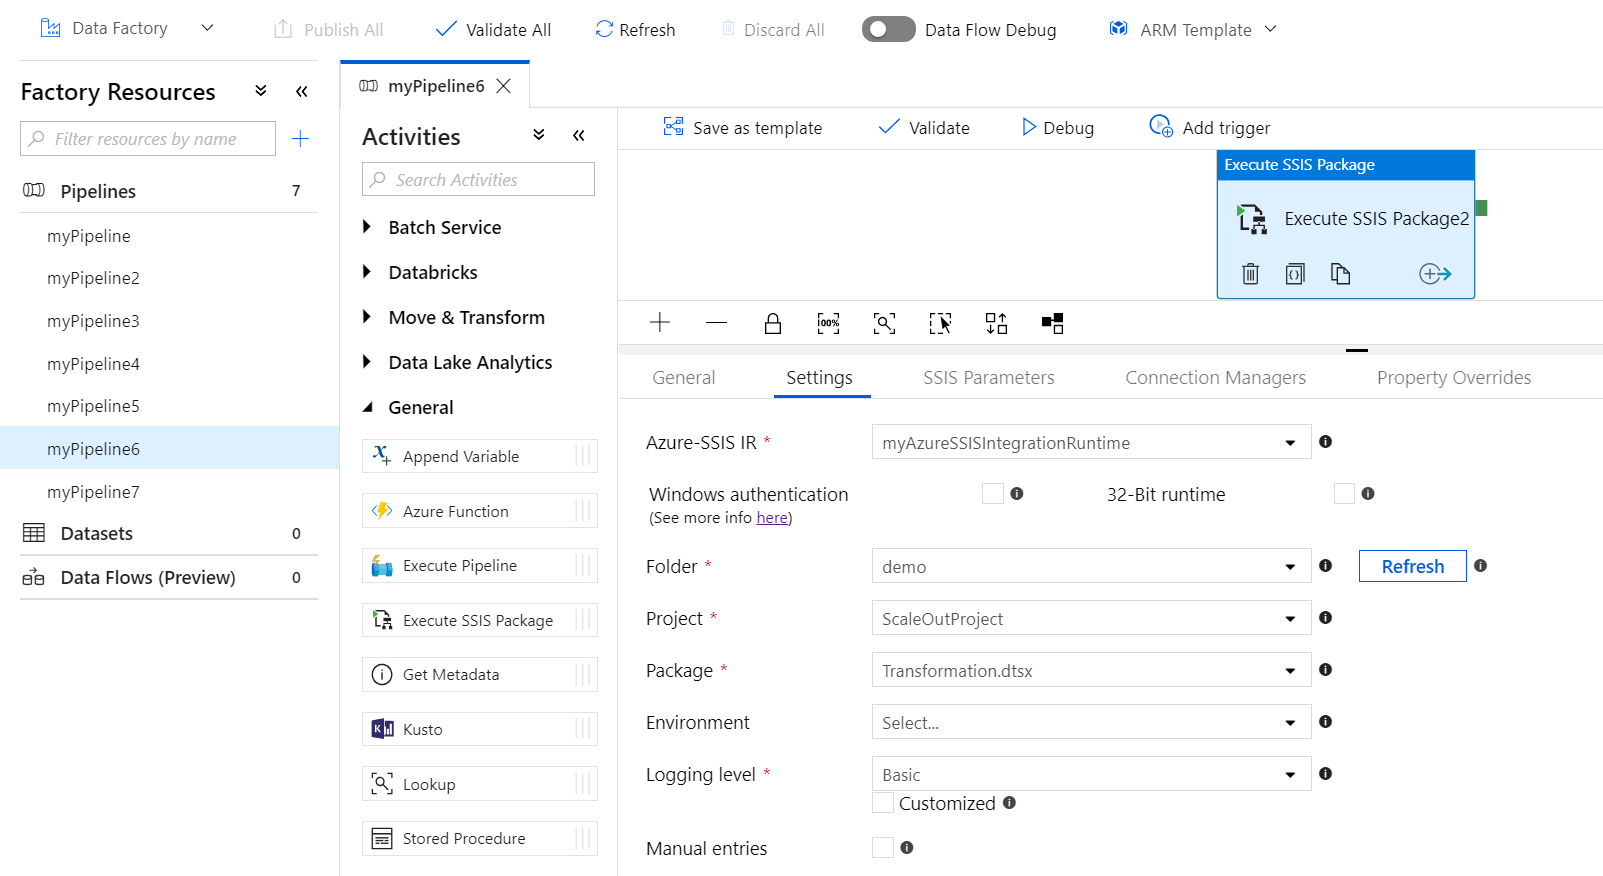 Data Factory
Publish All
Validate All
Refresh
Discard All
Data Flow Debug
ARM Template
Factory Resources
Filter resources by name
Pipelines 7
myPipeline
myPipeline2
myPipeline3
myPipeline4
myPipeline5
myPipeline6
myPipeline7
Datasets 0
Data Flows (Preview) 0
myPipeline6
Activities
Search Activities
Batch Service
Databricks
Move & Transform
Data Lake Analytics
General
Append Variable
Azure Function
Execute Pipeline
Execute SSIS Package
Get Metadata
Kusto
Lookup
Stored Procedure
Save as template
Validate
Debug
Add trigger
Execute SSIS Package
Execute SSIS Package2
100%
General
Settings
SSIS Parameters
Connection Managers
Property Overrides
Azure-SSIS IR * myAzureSSISIntegrationRuntime
Windows authentication
(See more info here)
32-Bit runtime
Folder * demo
Refresh
Project * ScaleOutProject
Package * Transformation.dtsx
Environment Select...
Logging level * Basic
Customized
Manual entries